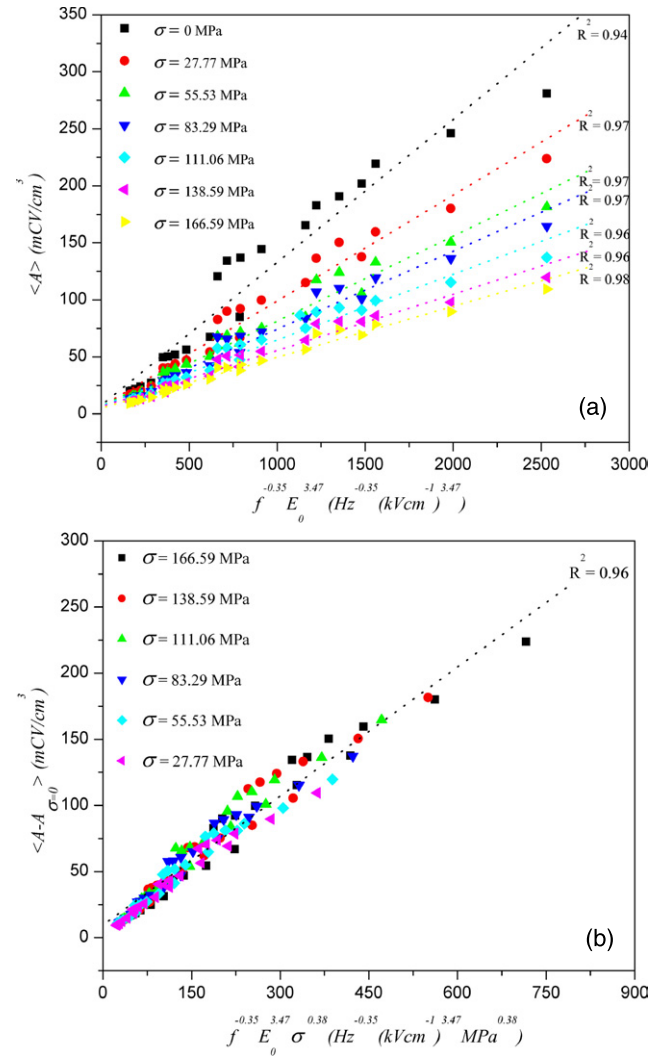 350
300
250
200
150
100
50
0
<A> (mCV/cm³)
σ = 0 MPa
σ = 27.77 MPa
σ = 55.53 MPa
σ = 83.29 MPa
σ = 111.06 MPa
σ = 138.59 MPa
σ = 166.59 MPa
R² = 0.94
R² = 0.97
R² = 0.97
R² = 0.97
R² = 0.96
R² = 0.96
R² = 0.98
(a)
0 500 1000 1500 2000 2500 3000
f^-0.35 E_0^3.47 (Hz^-0.35 (kVcm^-1)^3.47)
300
250
200
150
100
50
0
<A-A_σ=0> (mCV/cm³)
σ = 166.59 MPa
σ = 138.59 MPa
σ = 111.06 MPa
σ = 83.29 MPa
σ = 55.53 MPa
σ = 27.77 MPa
R² = 0.96
(b)
0 150 300 450 600 750 900
f^-0.35 E_0^3.47 σ^0.38 (Hz^-0.35 (kVcm^-1)^3.47 MPa^0.38)